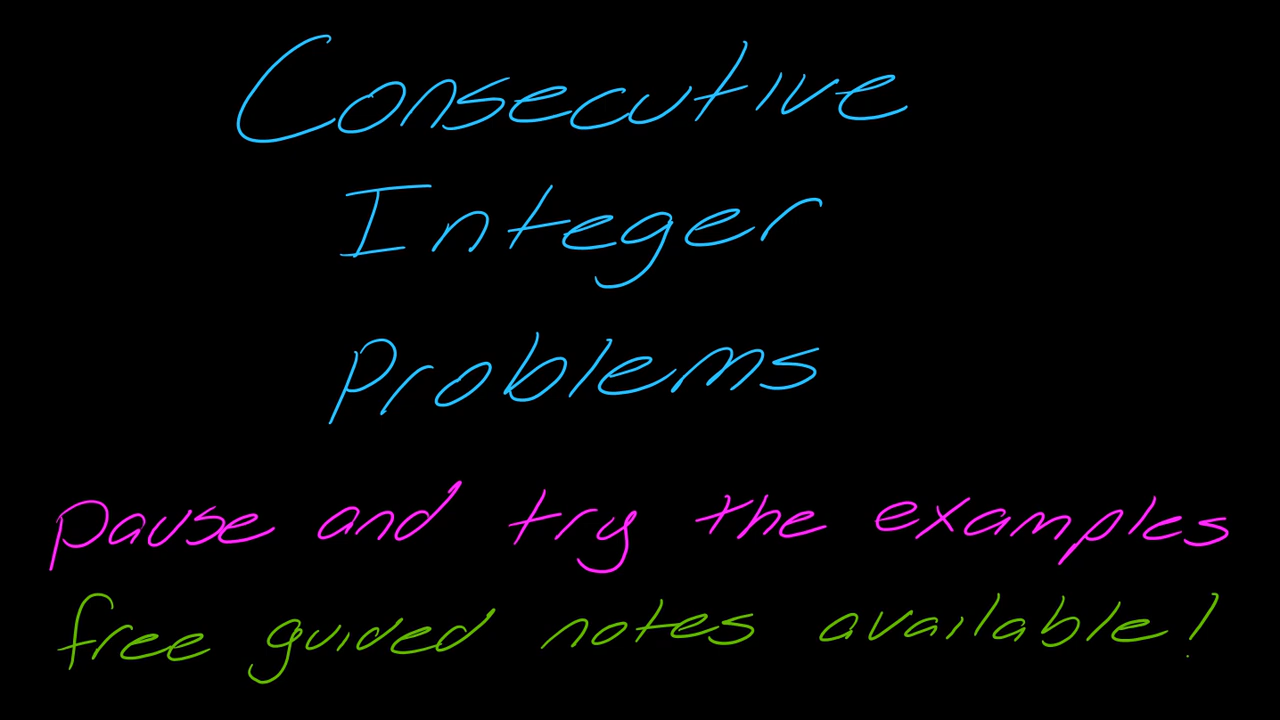 Consecutive
Integer
Problems
pause and try the examples
free guided notes available!